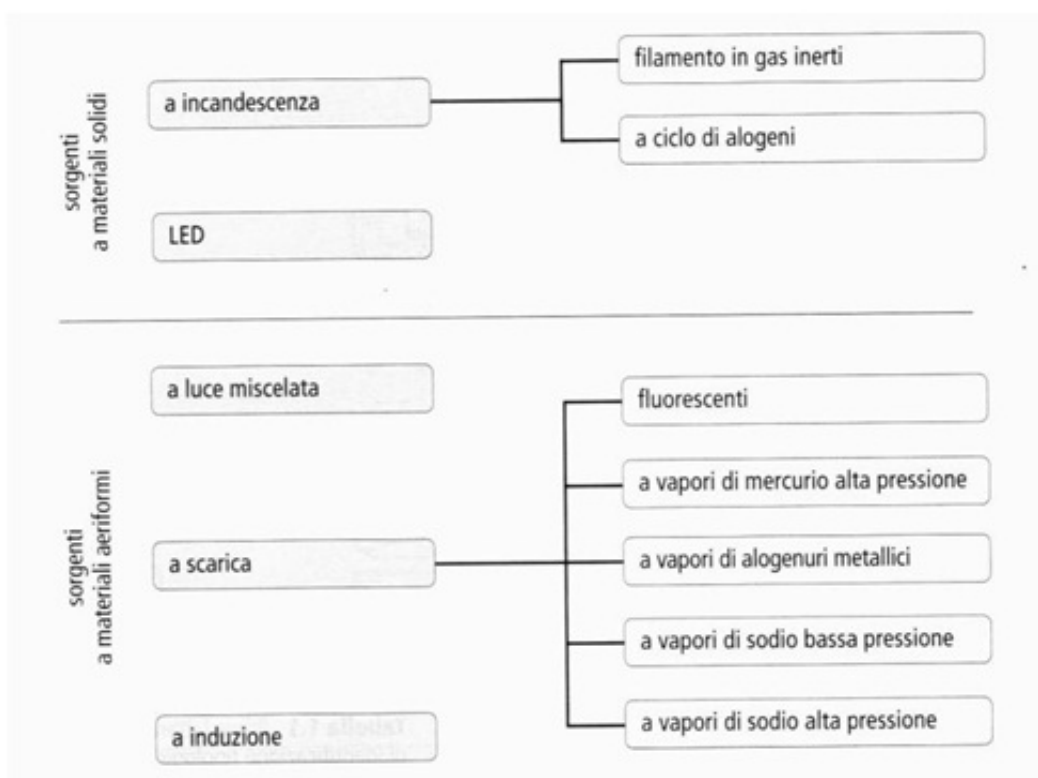 sorgenti
a materiali solidi
a incandescenza
filamento in gas inerti
a ciclo di alogeni
LED
sorgenti
a materiali aeriformi
a luce miscelata
a scarica
fluorescenti
a vapori di mercurio alta pressione
a vapori di alogenuri metallici
a vapori di sodio bassa pressione
a vapori di sodio alta pressione
a induzione